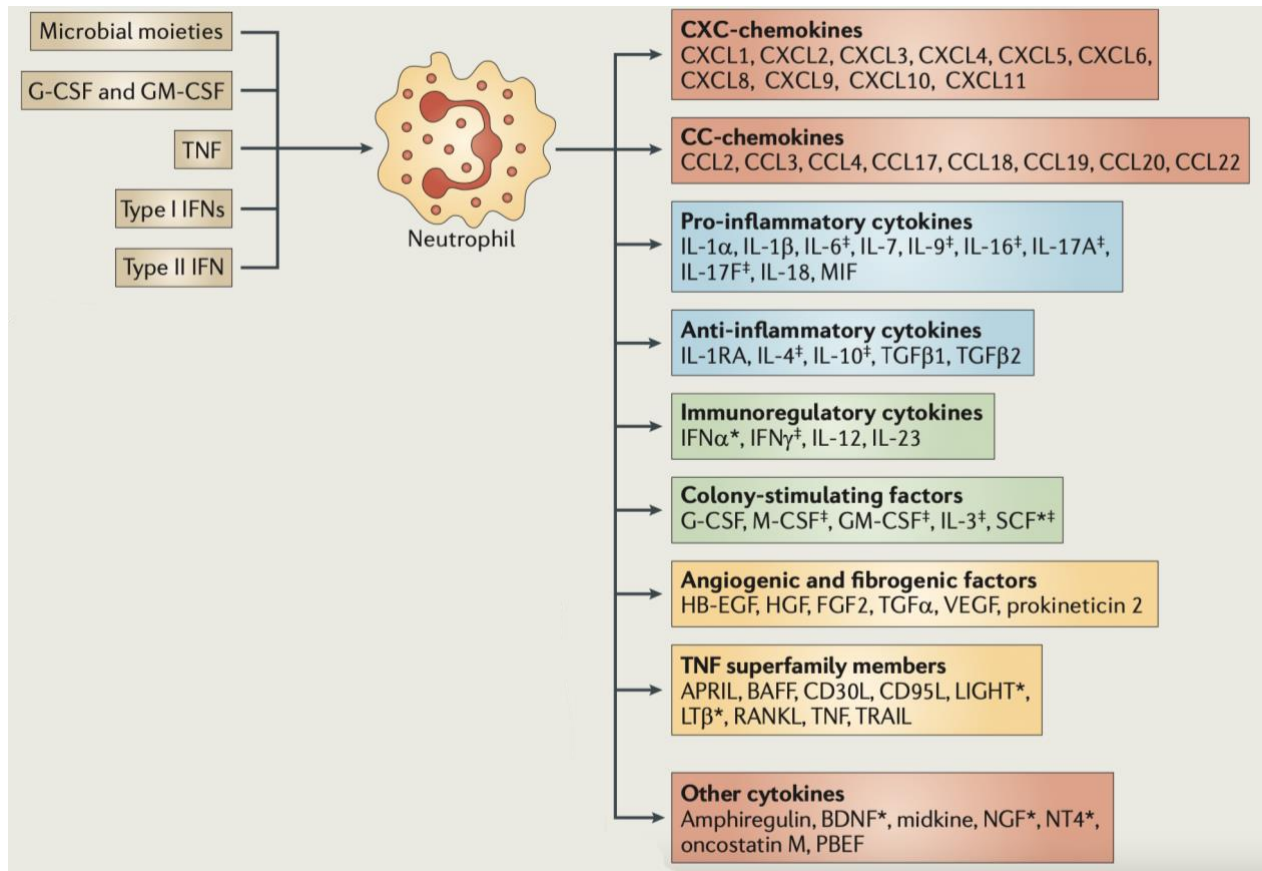 Microbial moieties
G-CSF and GM-CSF
TNF
Type I IFNs
Type II IFN
Neutrophil
CXC-chemokines
CXCL1, CXCL2, CXCL3, CXCL4, CXCL5, CXCL6,
CXCL8, CXCL9, CXCL10, CXCL11
CC-chemokines
CCL2, CCL3, CCL4, CCL17, CCL18, CCL19, CCL20, CCL22
Pro-inflammatory cytokines
IL-1α, IL-1β, IL-6‡, IL-7, IL-9‡, IL-16‡, IL-17A‡,
IL-17F‡, IL-18, MIF
Anti-inflammatory cytokines
IL-1RA, IL-4‡, IL-10‡, TGFβ1, TGFβ2
Immunoregulatory cytokines
IFNα*, IFNγ‡, IL-12, IL-23
Colony-stimulating factors
G-CSF, M-CSF‡, GM-CSF‡, IL-3‡, SCF*‡
Angiogenic and fibrogenic factors
HB-EGF, HGF, FGF2, TGFα, VEGF, prokineticin 2
TNF superfamily members
APRIL, BAFF, CD30L, CD95L, LIGHT*,
LTβ*, RANKL, TNF, TRAIL
Other cytokines
Amphiregulin, BDNF*, midkine, NGF*, NT4*,
oncostatin M, PBEF